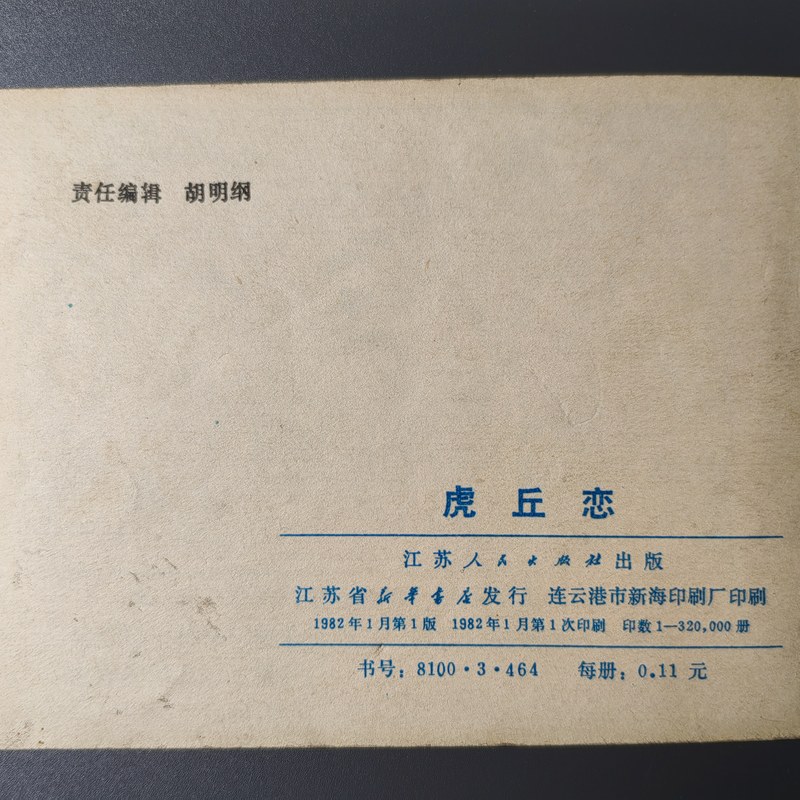 责任编辑 胡明纲
虎丘恋
江苏人民出版社出版
江苏省新华书店发行 连云港市新海印刷厂印刷
1982年1月第1版 1982年1月第1次印刷 印数1—320,000册
书号：8100·3·464 每册：0.11元